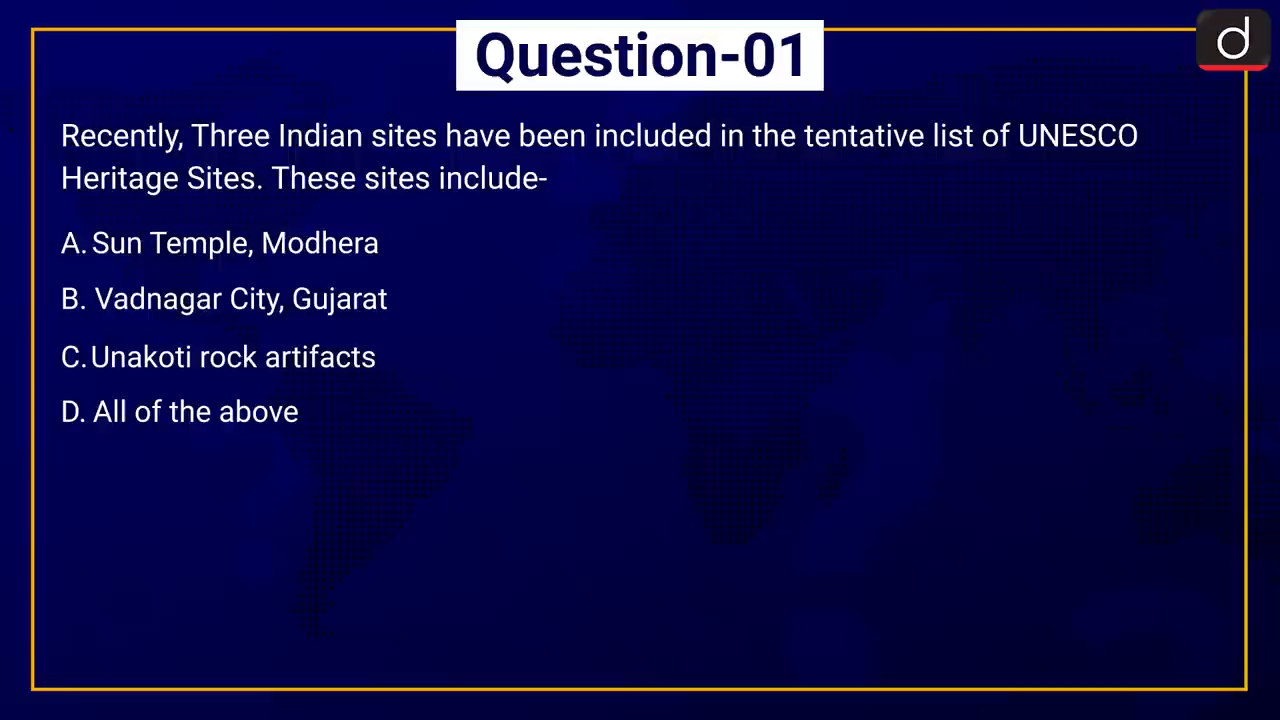 Question-01
d
Recently, Three Indian sites have been included in the tentative list of UNESCO
Heritage Sites. These sites include-
A. Sun Temple, Modhera
B. Vadnagar City, Gujarat
C. Unakoti rock artifacts
D. All of the above